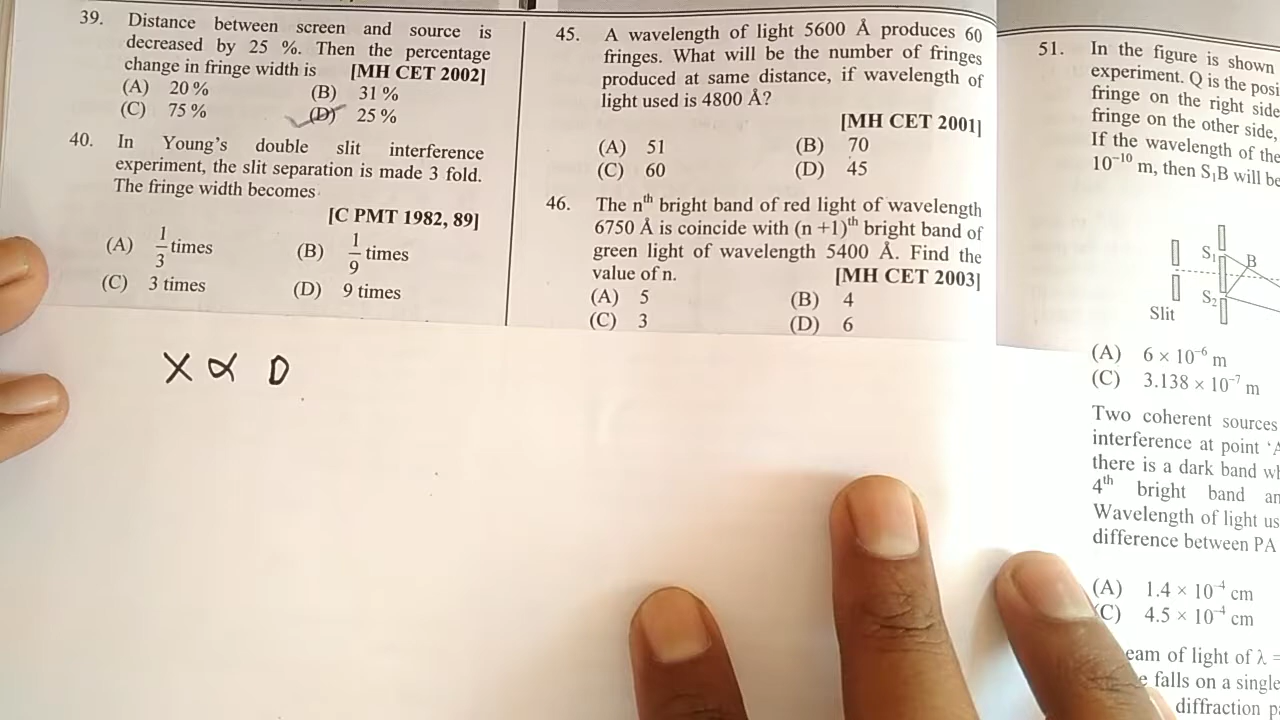 39. Distance between screen and source is
decreased by 25 %. Then the percentage
change in fringe width is [MH CET 2002]
(A) 20 % (B) 31 %
(C) 75 % (D) 25 %
40. In Young's double slit interference
experiment, the slit separation is made 3 fold.
The fringe width becomes
[C PMT 1982, 89]
(A) 1/3 times (B) 1/9 times
(C) 3 times (D) 9 times
X ∝ D
45. A wavelength of light 5600 Å produces 60
fringes. What will be the number of fringes
produced at same distance, if wavelength of
light used is 4800 Å?
[MH CET 2001]
(A) 51 (B) 70
(C) 60 (D) 45
46. The nth bright band of red light of wavelength
6750 Å is coincide with (n +1)th bright band of
green light of wavelength 5400 Å. Find the
value of n. [MH CET 2003]
(A) 5 (B) 4
(C) 3 (D) 6
51. In the figure is shown
experiment. Q is the posi
fringe on the right side
fringe on the other side,
If the wavelength of the
10⁻¹⁰ m, then S₁B will be
S₁ B
S₂
Slit
(A) 6 × 10⁻⁶ m
(C) 3.138 × 10⁻⁷ m
Two coherent sources
interference at point 'A
there is a dark band wh
4th bright band an
Wavelength of light us
difference between PA
(A) 1.4 × 10⁻⁴ cm
(C) 4.5 × 10⁻⁴ cm
eam of light of λ =
e falls on a single
diffraction pa